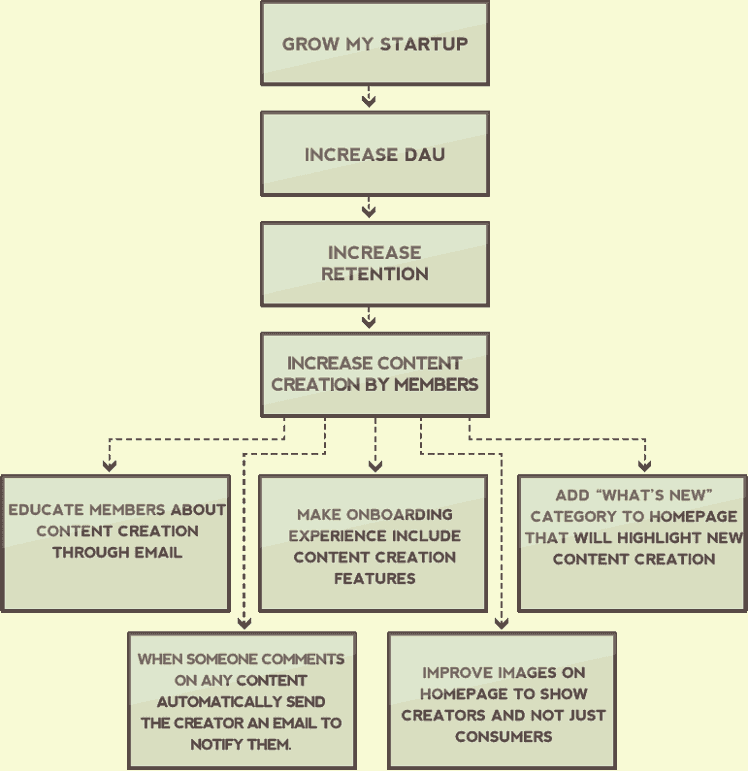 GROW MY STARTUP
INCREASE DAU
INCREASE
RETENTION
INCREASE CONTENT
CREATION BY MEMBERS
EDUCATE MEMBERS ABOUT
CONTENT CREATION
THROUGH EMAIL
MAKE ONBOARDING
EXPERIENCE INCLUDE
CONTENT CREATION
FEATURES
ADD “WHAT’S NEW”
CATEGORY TO HOMEPAGE
THAT WILL HIGHLIGHT NEW
CONTENT CREATION
WHEN SOMEONE COMMENTS
ON ANY CONTENT
AUTOMATICALLY SEND
THE CREATOR AN EMAIL TO
NOTIFY THEM.
IMPROVE IMAGES ON
HOMEPAGE TO SHOW
CREATORS AND NOT JUST
CONSUMERS